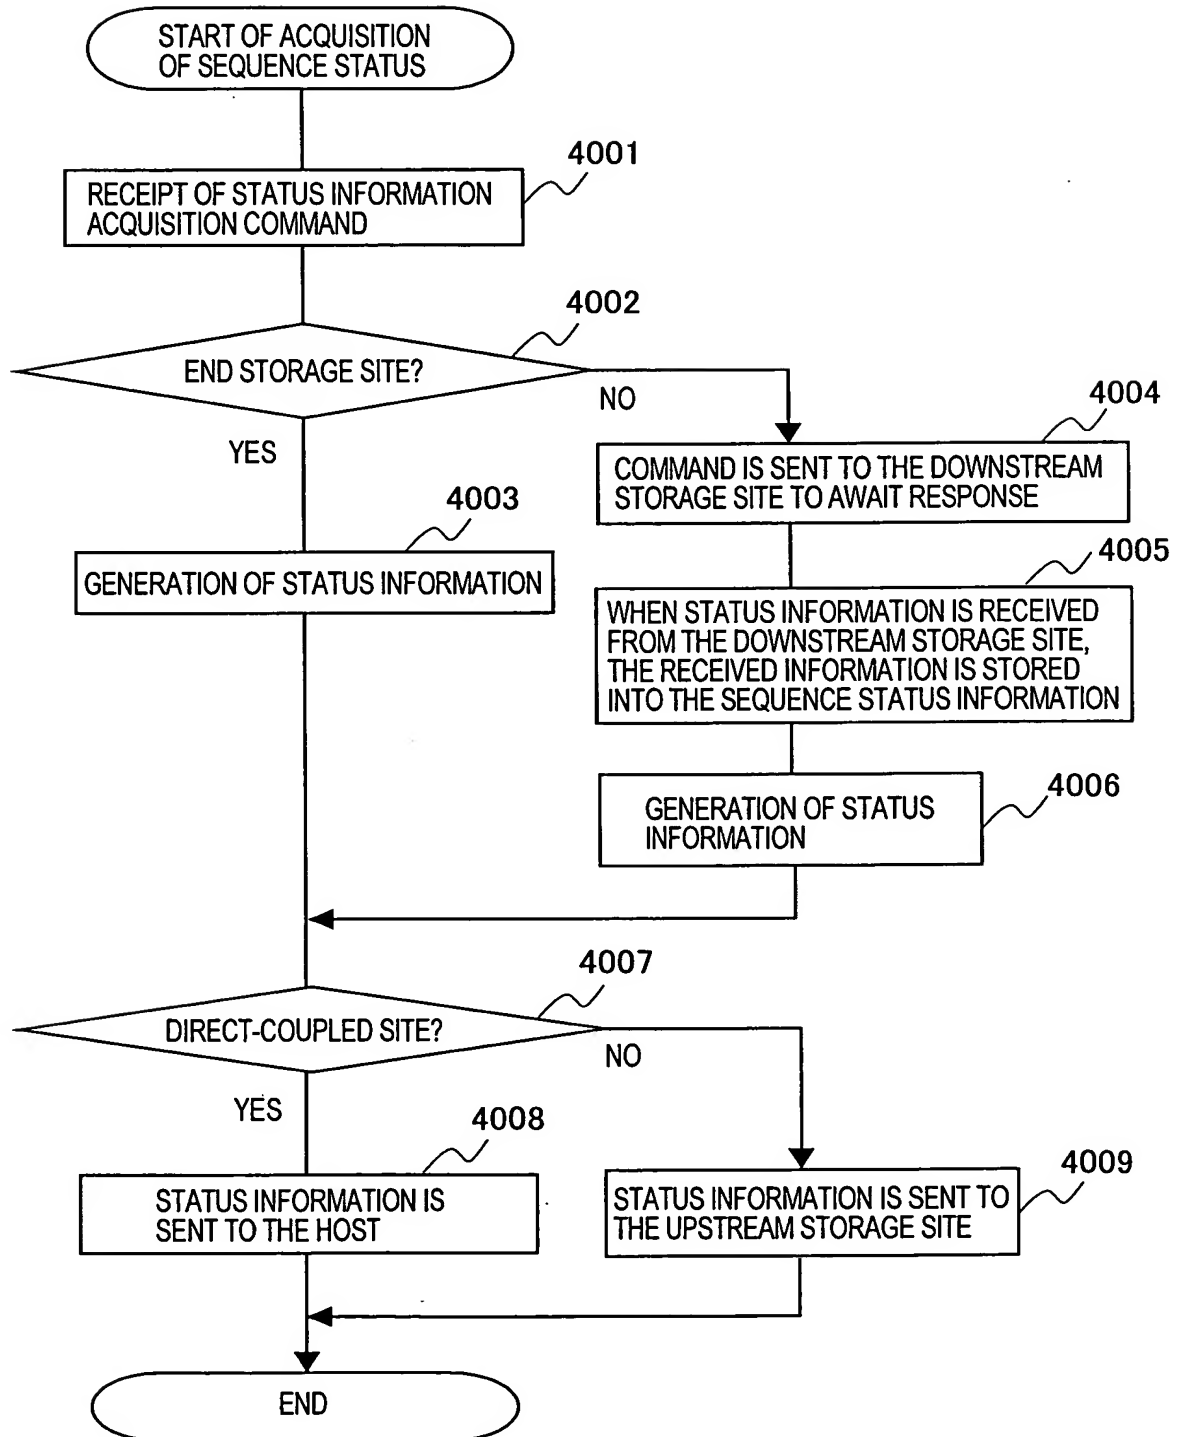 START OF ACQUISITION
OF SEQUENCE STATUS
4001
RECEIPT OF STATUS INFORMATION
ACQUISITION COMMAND
4002
END STORAGE SITE?
NO
YES
4004
COMMAND IS SENT TO THE DOWNSTREAM
STORAGE SITE TO AWAIT RESPONSE
4003
GENERATION OF STATUS INFORMATION
4005
WHEN STATUS INFORMATION IS RECEIVED
FROM THE DOWNSTREAM STORAGE SITE,
THE RECEIVED INFORMATION IS STORED
INTO THE SEQUENCE STATUS INFORMATION
4006
GENERATION OF STATUS
INFORMATION
4007
DIRECT-COUPLED SITE?
NO
YES
4008
STATUS INFORMATION IS
SENT TO THE HOST
4009
STATUS INFORMATION IS SENT TO
THE UPSTREAM STORAGE SITE
END